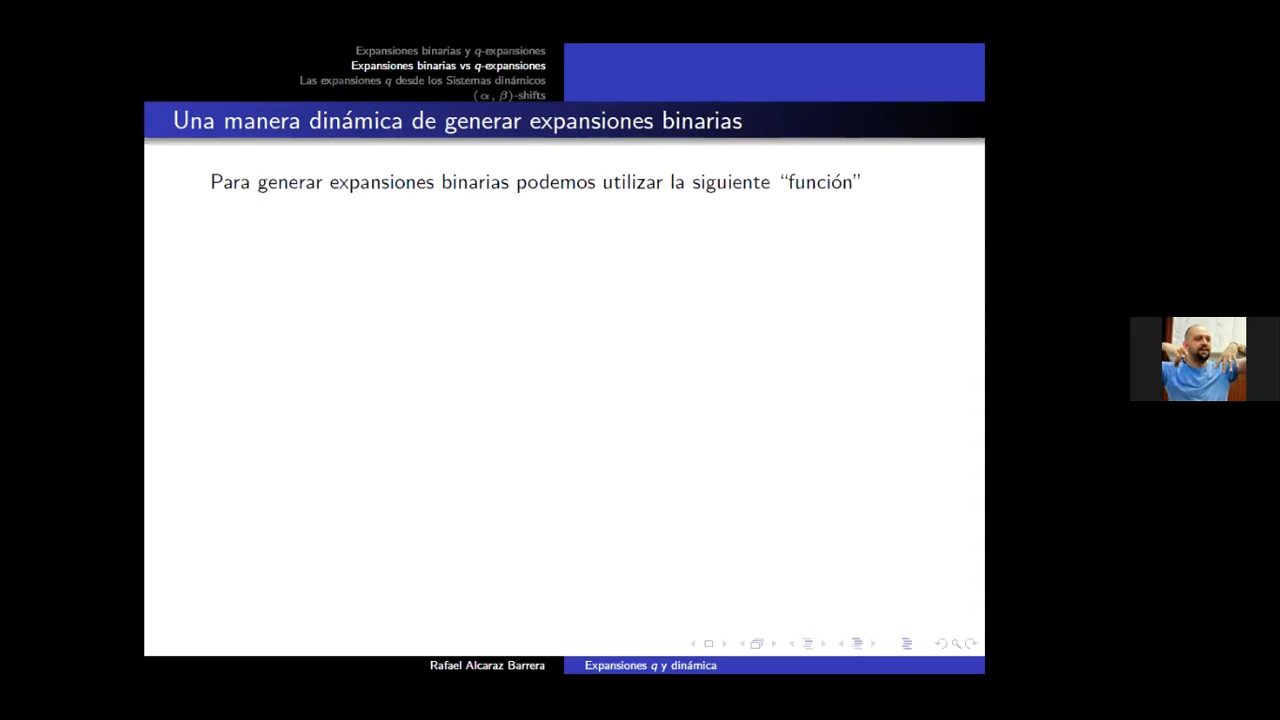 Expansiones binarias y q-expansiones
Expansiones binarias vs q-expansiones
Las expansiones q desde los Sistemas dinámicos
(α, β)-shifts
Una manera dinámica de generar expansiones binarias
Para generar expansiones binarias podemos utilizar la siguiente “función”
Rafael Alcaraz Barrera
Expansiones q y dinámica